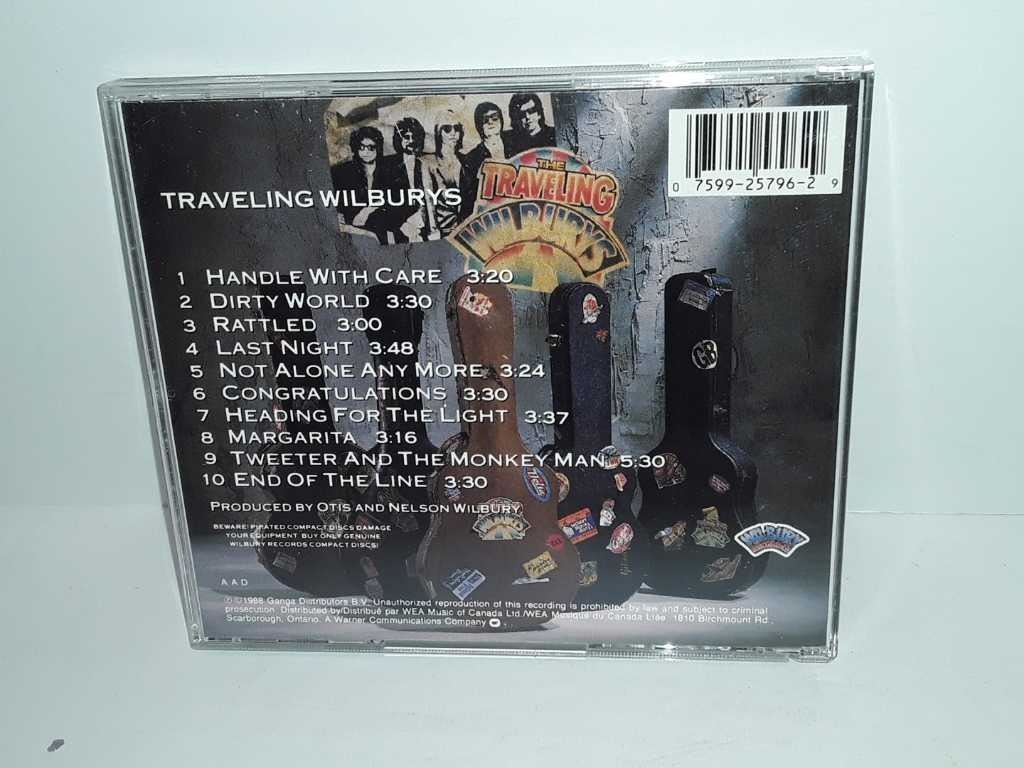 THE
TRAVELING
WILBURYS
0 7599-25796-2 9
TRAVELING WILBURYS
1 HANDLE WITH CARE 3:20
2 DIRTY WORLD 3:30
3 RATTLED 3:00
4 LAST NIGHT 3:48
5 NOT ALONE ANY MORE 3:24
6 CONGRATULATIONS 3:30
7 HEADING FOR THE LIGHT 3:37
8 MARGARITA 3:16
9 TWEETER AND THE MONKEY MAN 5:30
10 END OF THE LINE 3:30
PRODUCED BY OTIS AND NELSON WILBURY
BEWARE! PIRATED COMPACT DISCS DAMAGE
YOUR EQUIPMENT BUY ONLY GENUINE
WILBURY RECORDS COMPACT DISCS!
WILBURY
A A D
℗©1988 Ganga Distributors B.V. Unauthorized reproduction of this recording is prohibited by law and subject to criminal
prosecution. Distributed by/Distribué par WEA Music of Canada Ltd./WEA Musique du Canada Ltée. 1810 Birchmount Rd.,
Scarborough, Ontario. A Warner Communications Company